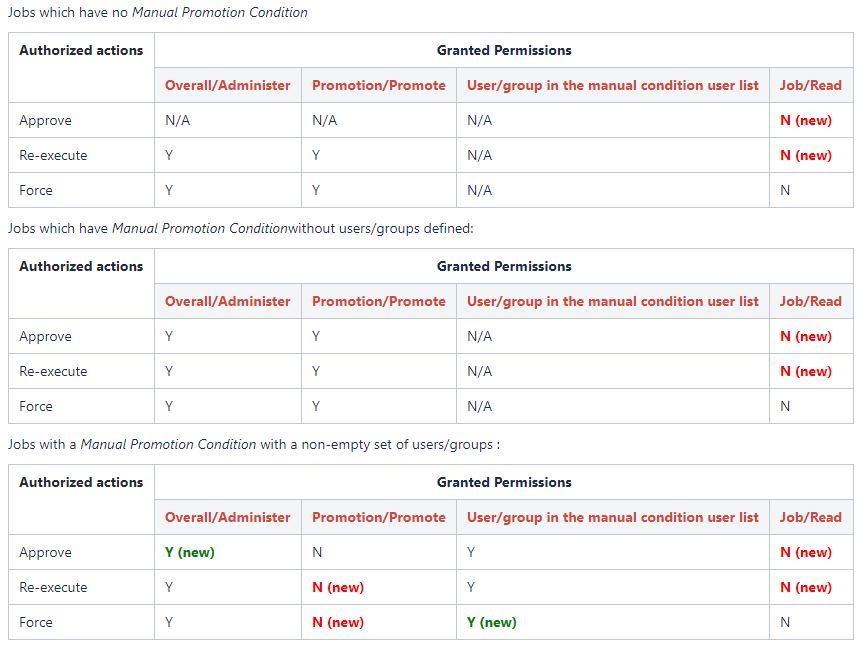 Jobs which have no Manual Promotion Condition
Authorized actions Granted Permissions
Overall/Administer Promotion/Promote User/group in the manual condition user list Job/Read
Approve N/A N/A N/A N (new)
Re-execute Y Y N/A N (new)
Force Y Y N/A N
Jobs which have Manual Promotion Conditionwithout users/groups defined:
Authorized actions Granted Permissions
Overall/Administer Promotion/Promote User/group in the manual condition user list Job/Read
Approve Y Y N/A N (new)
Re-execute Y Y N/A N (new)
Force Y Y N/A N
Jobs with a Manual Promotion Condition with a non-empty set of users/groups :
Authorized actions Granted Permissions
Overall/Administer Promotion/Promote User/group in the manual condition user list Job/Read
Approve Y (new) N Y N (new)
Re-execute Y N (new) Y N (new)
Force Y N (new) Y (new) N